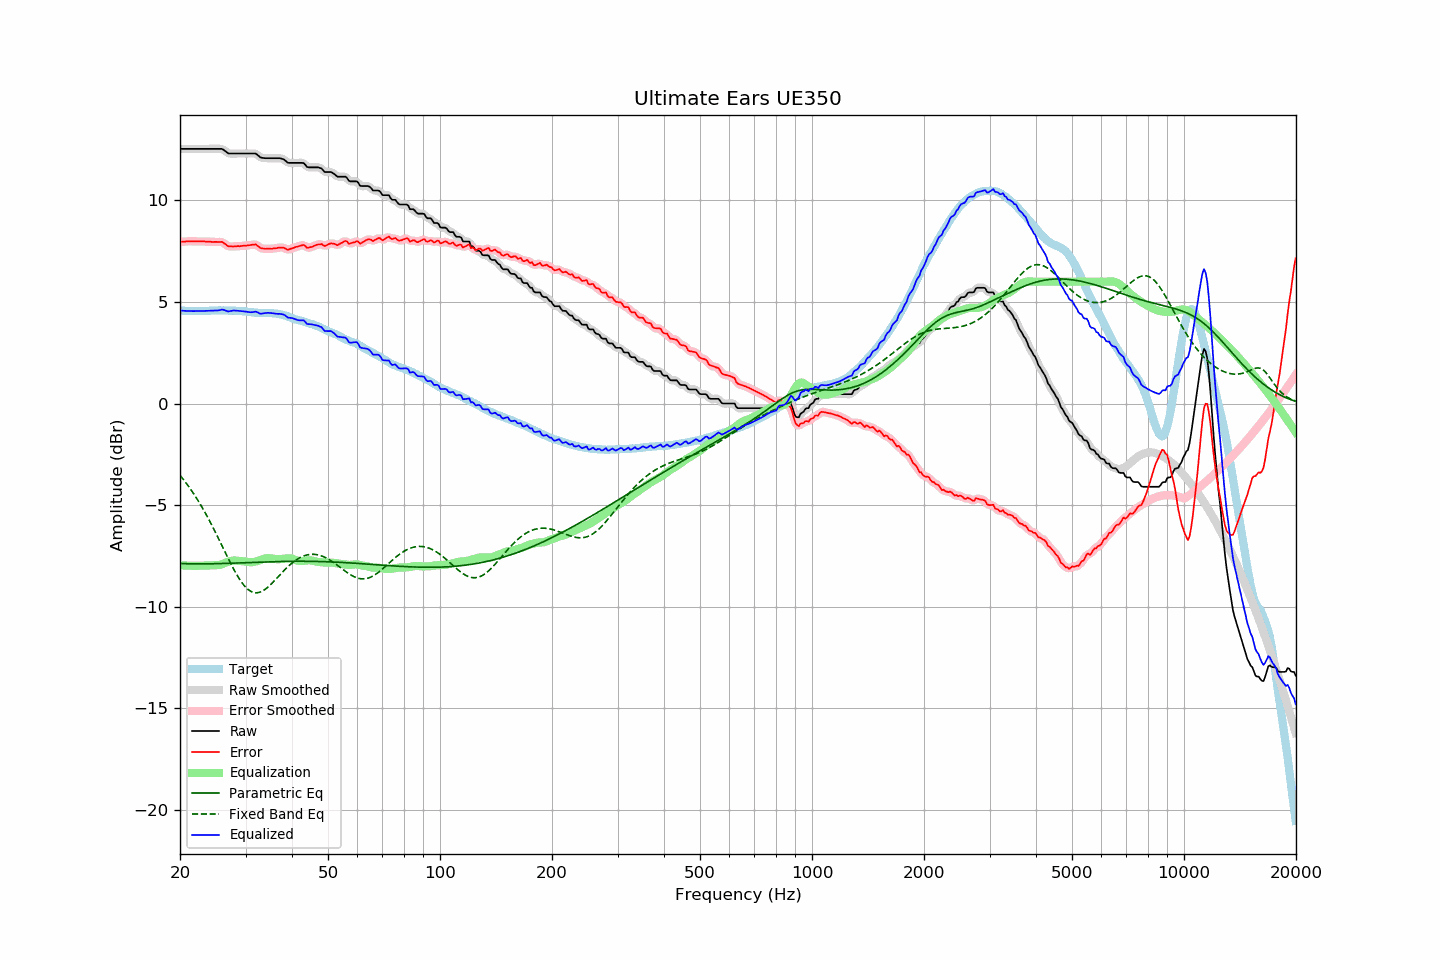 Ultimate Ears UE350
Amplitude (dBr)
10
5
0
−5
−10
−15
−20
Target
Raw Smoothed
Error Smoothed
Raw
Error
Equalization
Parametric Eq
Fixed Band Eq
Equalized
20 50 100 200 500 1000 2000 5000 10000 20000
Frequency (Hz)